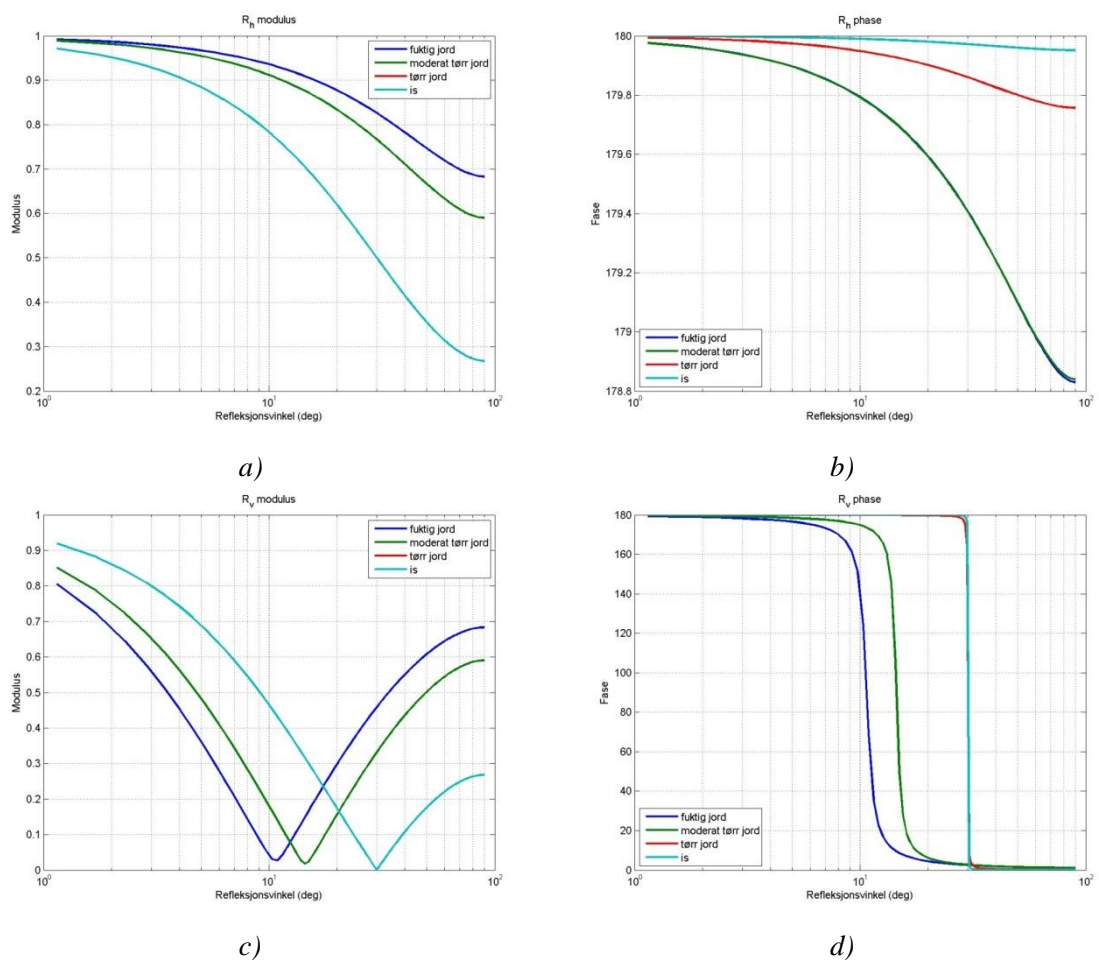 R_h modulus
1
0.9
0.8
0.7
0.6
0.5
0.4
0.3
0.2
Modulus
fuktig jord
moderat tørr jord
tørr jord
is
10^0
10^1
10^2
Refleksjonsvinkel (deg)
a)
R_h phase
180
179.8
179.6
179.4
179.2
179
178.8
Fase
fuktig jord
moderat tørr jord
tørr jord
is
10^0
10^1
10^2
Refleksjonsvinkel (deg)
b)
R_v modulus
1
0.9
0.8
0.7
0.6
0.5
0.4
0.3
0.2
0.1
0
Modulus
fuktig jord
moderat tørr jord
tørr jord
is
10^0
10^1
10^2
Refleksjonsvinkel (deg)
c)
R_v phase
180
160
140
120
100
80
60
40
20
0
Fase
fuktig jord
moderat tørr jord
tørr jord
is
10^0
10^1
10^2
Refleksjonsvinkel (deg)
d)